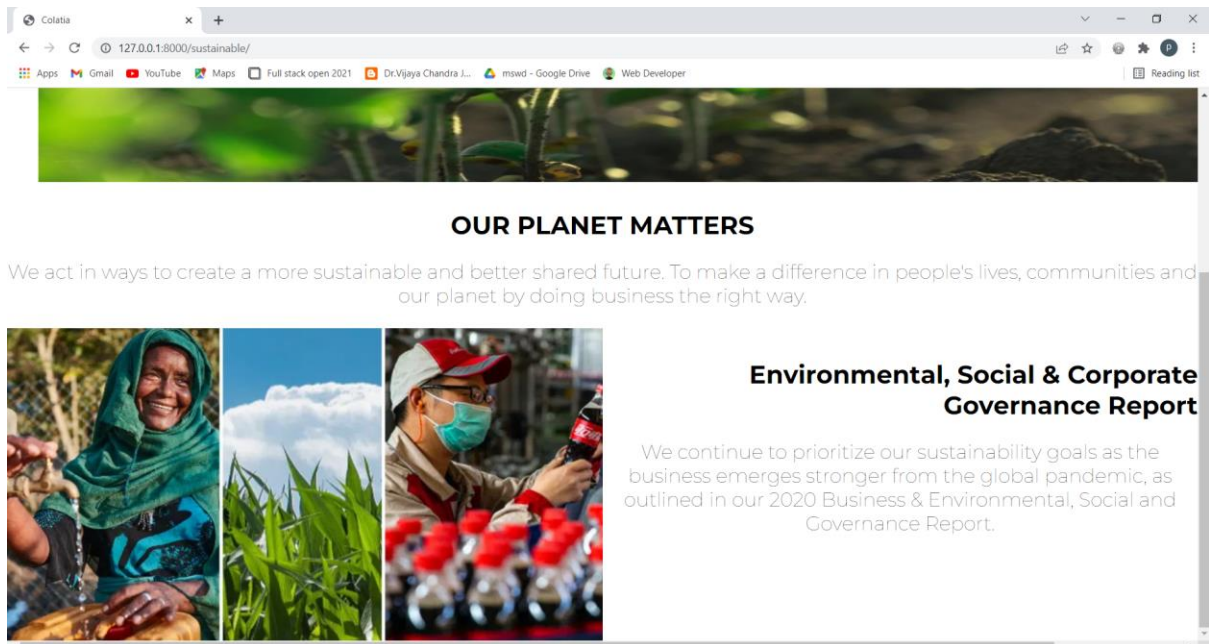 Colatia
127.0.0.1:8000/sustainable/
P
Apps Gmail YouTube Maps Full stack open 2021 Dr.Vijaya Chandra J... mswd - Google Drive Web Developer Reading list
OUR PLANET MATTERS
We act in ways to create a more sustainable and better shared future. To make a difference in people's lives, communities and
our planet by doing business the right way.
Environmental, Social & Corporate
Governance Report
We continue to prioritize our sustainability goals as the
business emerges stronger from the global pandemic, as
outlined in our 2020 Business & Environmental, Social and
Governance Report.